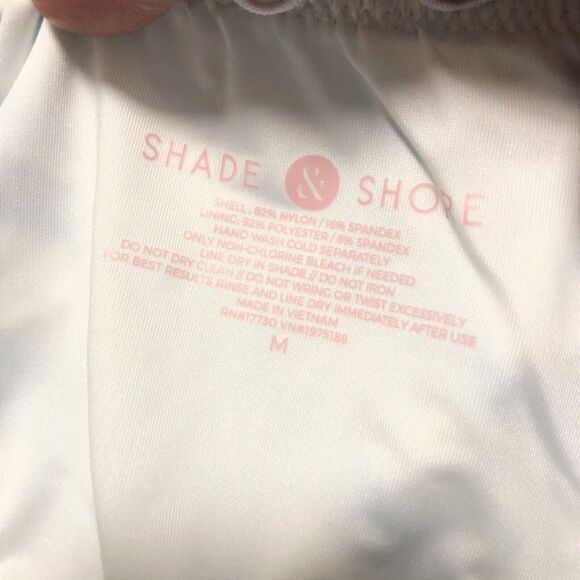 SHADE & SHORE
SHELL: 82% NYLON / 18% SPANDEX
LINING: 92% POLYESTER / 8% SPANDEX
HAND WASH COLD SEPARATELY
ONLY NON-CHLORINE BLEACH IF NEEDED
LINE DRY IN SHADE // DO NOT IRON
DO NOT DRY CLEAN // DO NOT WRING OR TWIST EXCESSIVELY
FOR BEST RESULTS RINSE AND LINE DRY IMMEDIATELY AFTER USE
MADE IN VIETNAM
RN#17730 VN#1975188
M